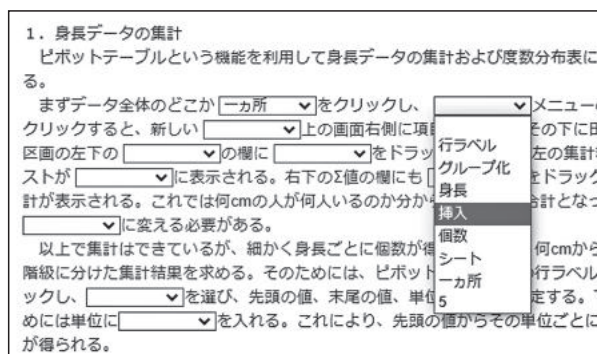 1．身長データの集計
ピボットテーブルという機能を利用して身長データの集計および度数分布表に
る。
まずデータ全体のどこか 一ヵ所 をクリックし、 メニュー
クリックすると、新しい 上の画面右側に項 その下に
区画の左下の の欄に をドラッ 左の集計
ストが に表示される。右下のΣ値の欄にも をドラック
計が表示される。これでは何cmの人が何人いるのか分か 合計となっ
に変える必要がある。
以上で集計はできているが、細かく身長ごとに個数が 何cmから
階級に分けた集計結果を求める。そのためには、ピボット の行ラベル
ックし、 を選び、先頭の値、末尾の値、単 定する。
めには単位に を入れる。これにより、先頭の値からその単位ごとに
が得られる。
行ラベル
グループ化
身長
挿入
個数
シート
一ヵ所
5